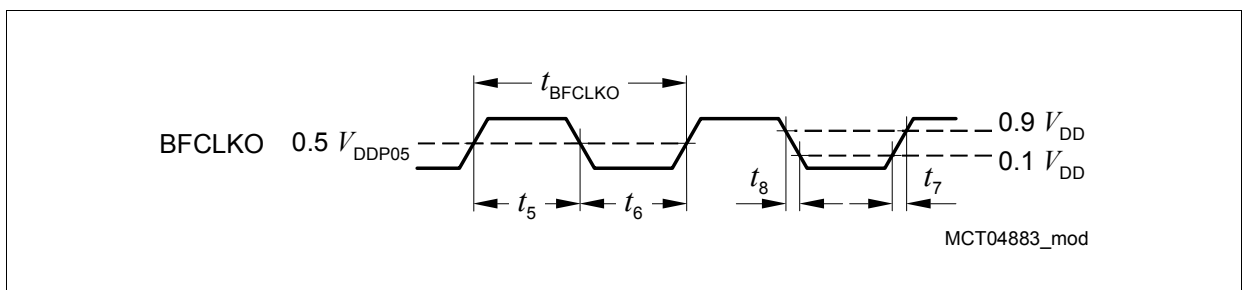 tBFCLKO
BFCLKO 0.5 VDDP05
0.9 VDD
0.1 VDD
t5 t6 t8 t7
MCT04883_mod